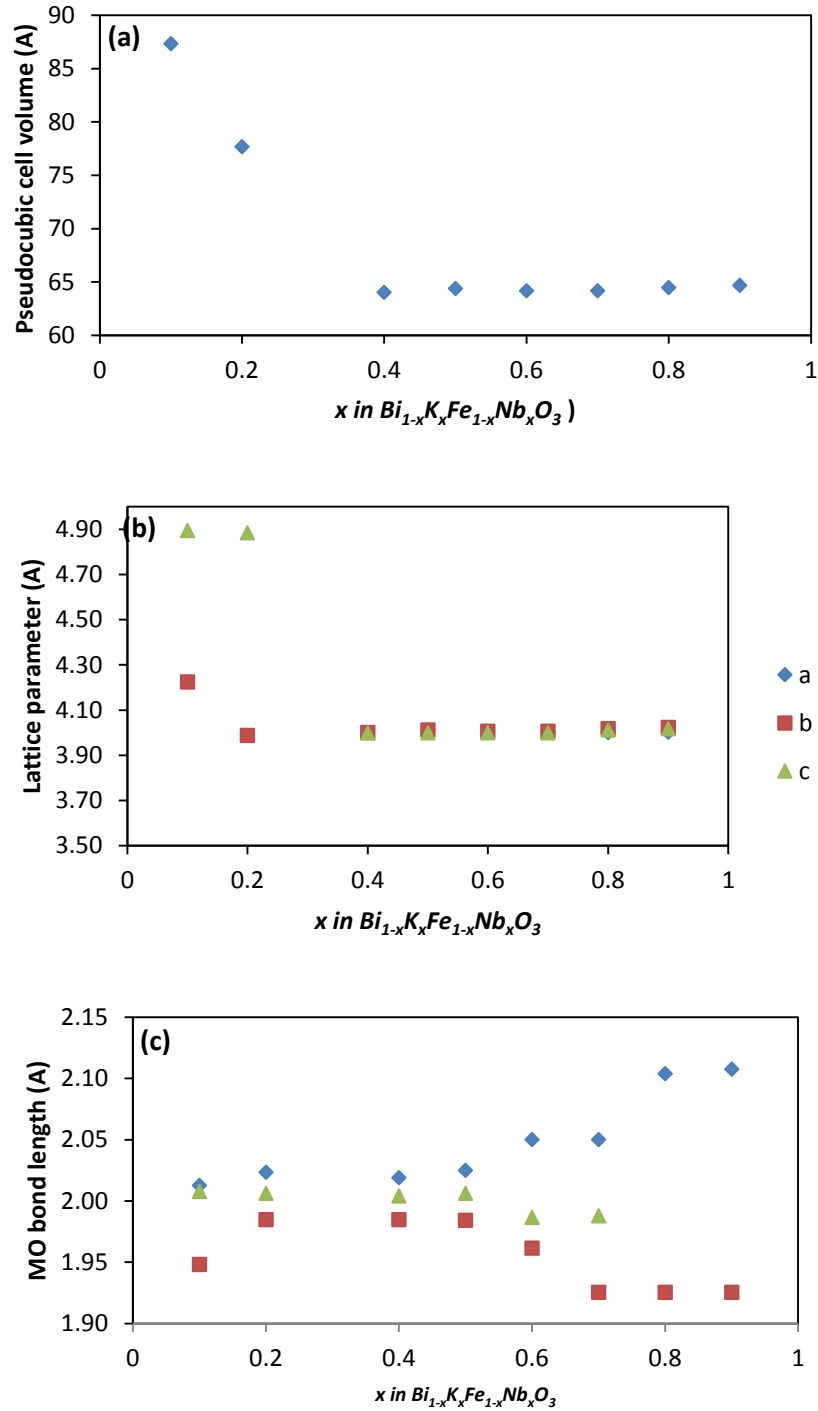 (a)
Pseudocubic cell volume (A)
90
85
80
75
70
65
60
0 0.2 0.4 0.6 0.8 1
x in Bi1-xKxFe1-xNbxO3 )
(b)
Lattice parameter (A)
4.90
4.70
4.50
4.30
4.10
3.90
3.70
3.50
0 0.2 0.4 0.6 0.8 1
x in Bi1-xKxFe1-xNbxO3
a
b
c
(c)
MO bond length (A)
2.15
2.10
2.05
2.00
1.95
1.90
0 0.2 0.4 0.6 0.8 1
x in Bi1-xKxFe1-xNbxO3